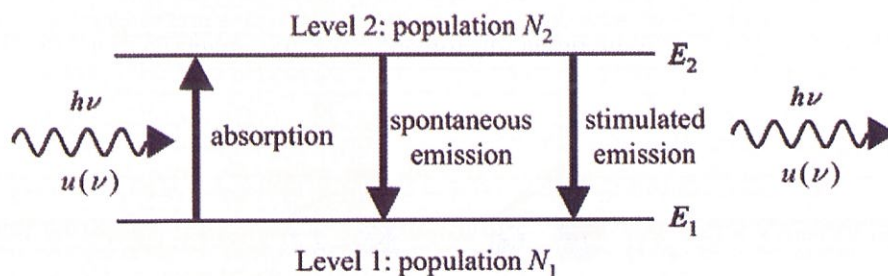 Level 2: population N₂
E₂
hν
absorption
spontaneous
emission
stimulated
emission
hν
u(ν)
u(ν)
E₁
Level 1: population N₁